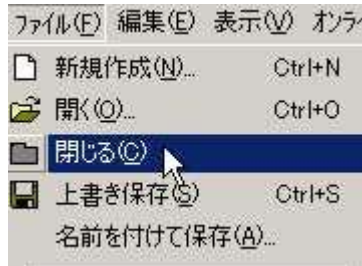 ファイル(F) 編集(E) 表示(V) オンライ
新規作成(N)... Ctrl+N
開く(O)... Ctrl+O
閉じる(C)
上書き保存(S) Ctrl+S
名前を付けて保存(A)...